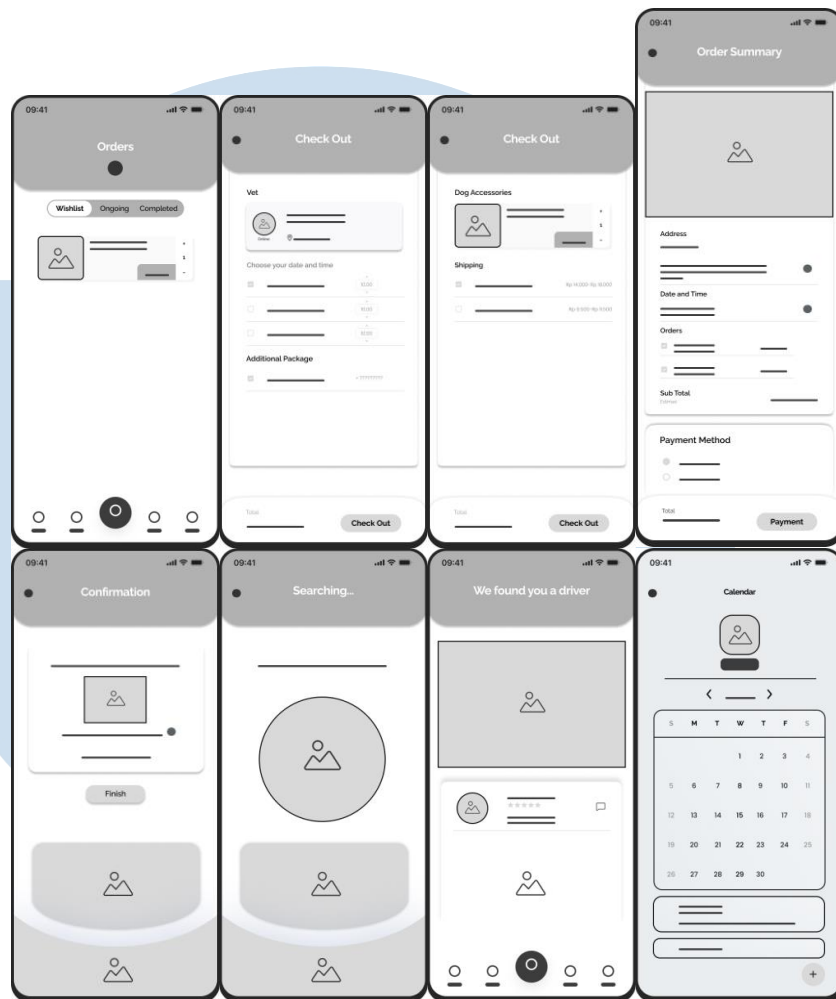 09:41
Orders
Wishlist Ongoing Completed
+
1
-
09:41
Check Out
Vet
Online
Choose your date and time
10.00
10.00
10.00
Additional Package
Total
Check Out
09:41
Check Out
Dog Accessories
+
1
-
Shipping
Total
Check Out
09:41
Order Summary
Address
Date and Time
Orders
Sub Total
Payment Method
Total
Payment
09:41
Confirmation
Finish
09:41
Searching...
09:41
We found you a driver
09:41
Calendar
S M T W T F S
1 2 3 4
5 6 7 8 9 10 11
12 13 14 15 16 17 18
19 20 21 22 23 24 25
26 27 28 29 30
+